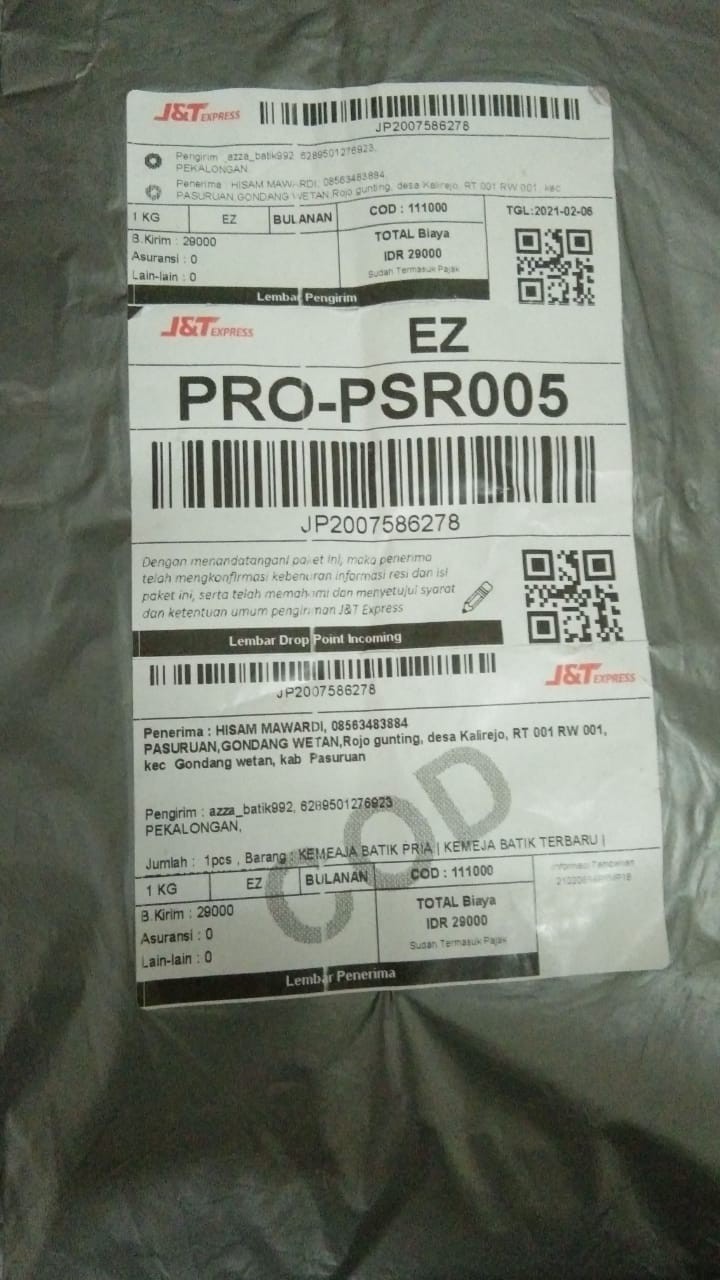 J&T EXPRESS
JP2007586278
Pengirim : azza_batik992, 6289501276923,
PEKALONGAN,
Penerima : HISAM MAWARDI, 08563483884,
PASURUAN,GONDANG WETAN,Rojo gunting, desa Kalirejo, RT 001 RW 001, kec
1 KG EZ BULANAN COD : 111000 TGL:2021-02-06
B.Kirim : 29000
Asuransi : 0
Lain-lain : 0
TOTAL Biaya
IDR 29000
Sudah Termasuk Pajak
Lembar Pengirim
J&T EXPRESS
EZ
PRO-PSR005
JP2007586278
Dengan menandatangani paket ini, maka penerima
telah mengkonfirmasi kebenaran informasi resi dan isi
paket ini, serta telah memahami dan menyetujui syarat
dan ketentuan umum pengiriman J&T Express
Lembar Drop Point Incoming
JP2007586278
J&T EXPRESS
Penerima : HISAM MAWARDI, 08563483884
PASURUAN,GONDANG WETAN,Rojo gunting, desa Kalirejo, RT 001 RW 001,
kec Gondang wetan, kab Pasuruan
Pengirim : azza_batik992, 6289501276923
PEKALONGAN,
COD
Jumlah : 1pcs , Barang : KEMEAJA BATIK PRIA | KEMEJA BATIK TERBARU |
1 KG EZ BULANAN COD : 111000
Informasi Tambahan
B.Kirim : 29000
Asuransi : 0
Lain-lain : 0
TOTAL Biaya
IDR 29000
Sudah Termasuk Pajak
Lembar Penerima